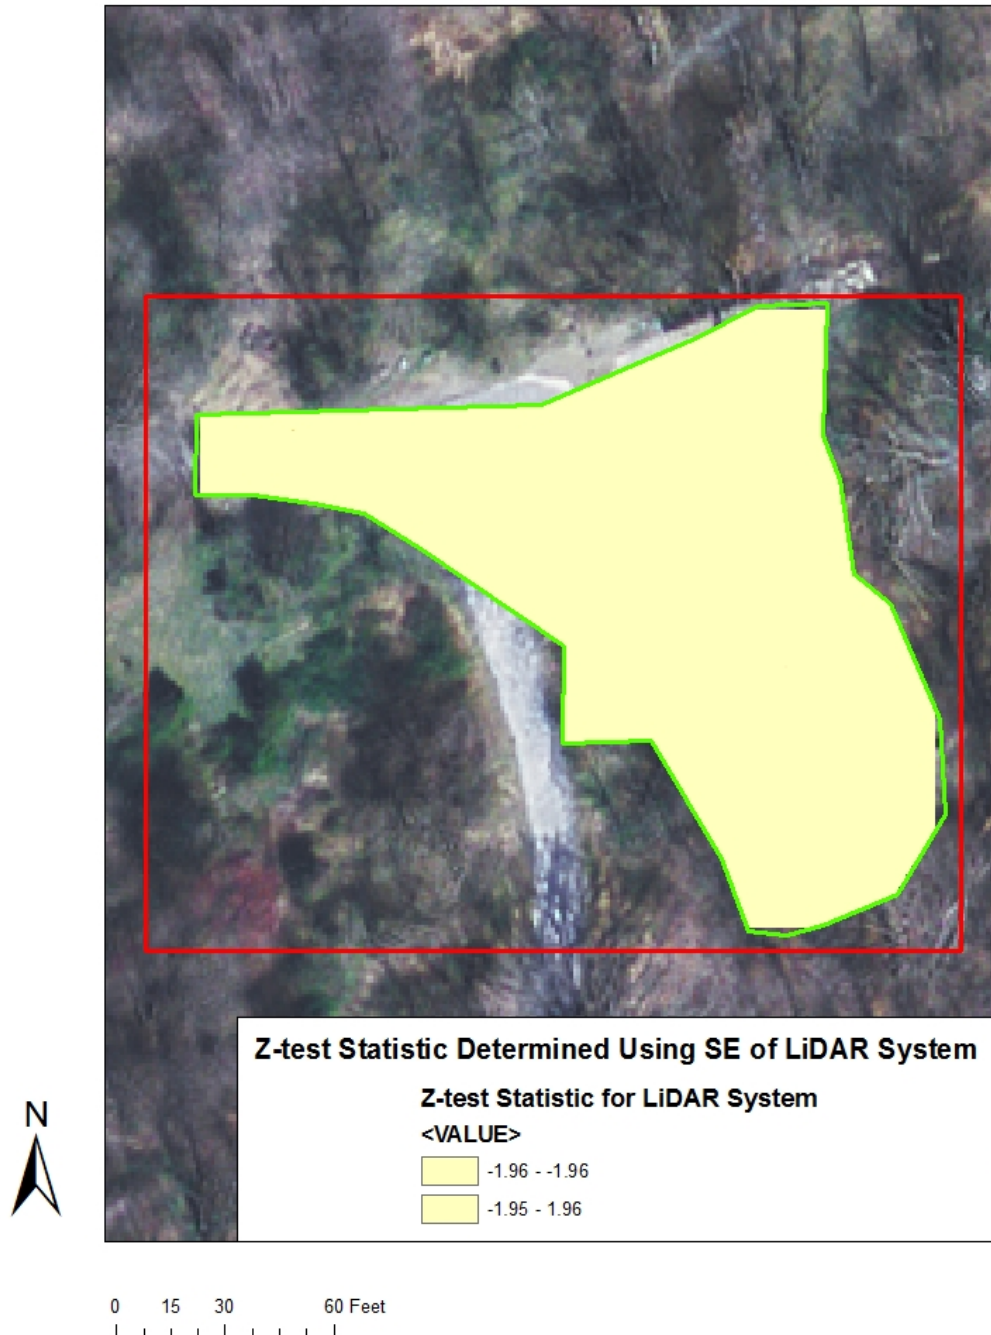 Z-test Statistic Determined Using SE of LiDAR System
Z-test Statistic for LiDAR System
<VALUE>
-1.96 - -1.96
-1.95 - 1.96
N
0 15 30 60 Feet